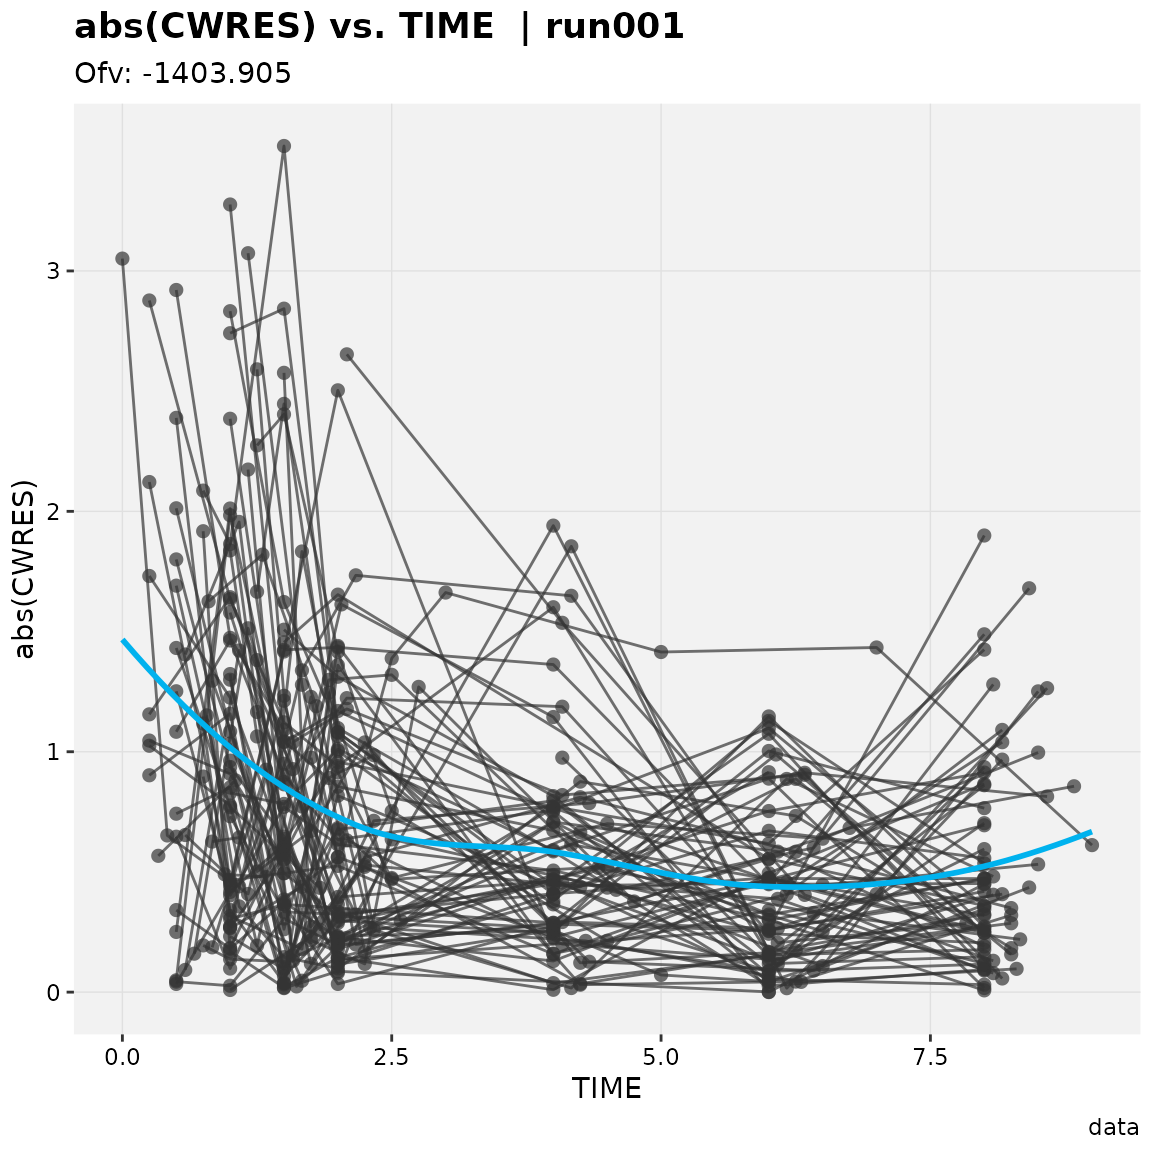 abs(CWRES) vs. TIME  | run001
Ofv: -1403.905
abs(CWRES)
3
2
1
0
0.0 2.5 5.0 7.5
TIME
data